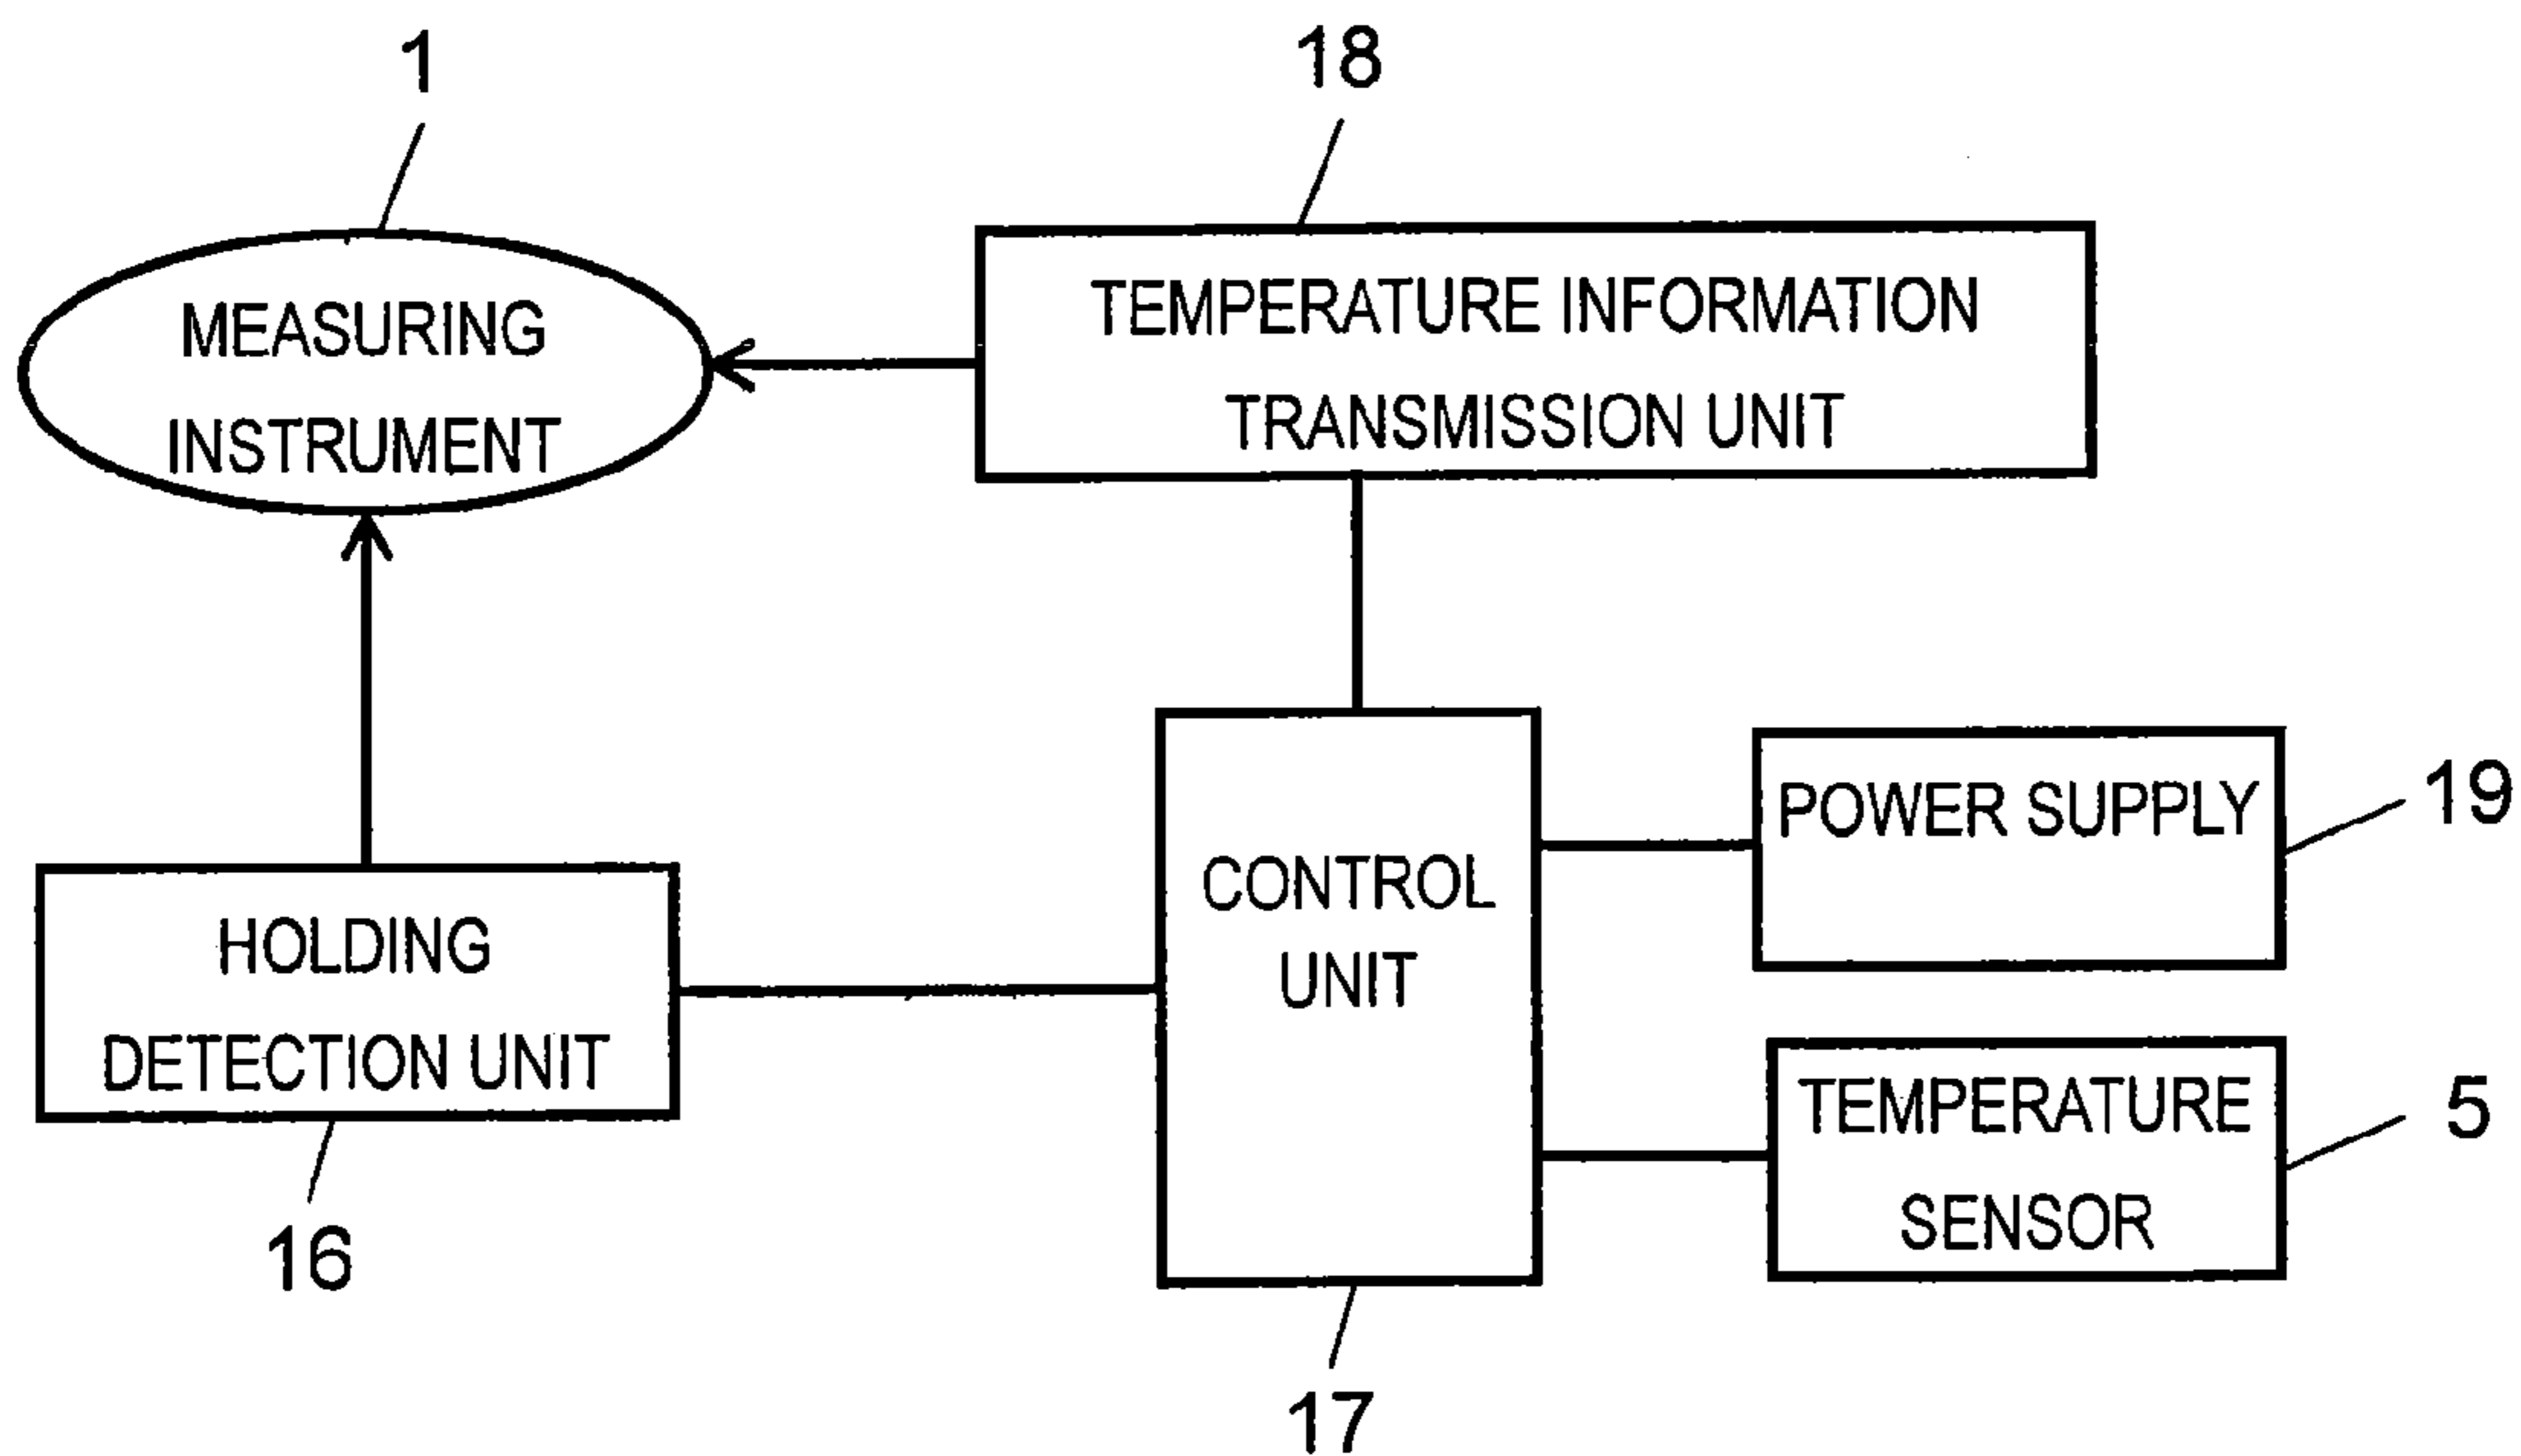 1
18
MEASURING
INSTRUMENT
TEMPERATURE INFORMATION
TRANSMISSION UNIT
POWER SUPPLY
19
CONTROL
UNIT
HOLDING
DETECTION UNIT
TEMPERATURE
SENSOR
5
16
17